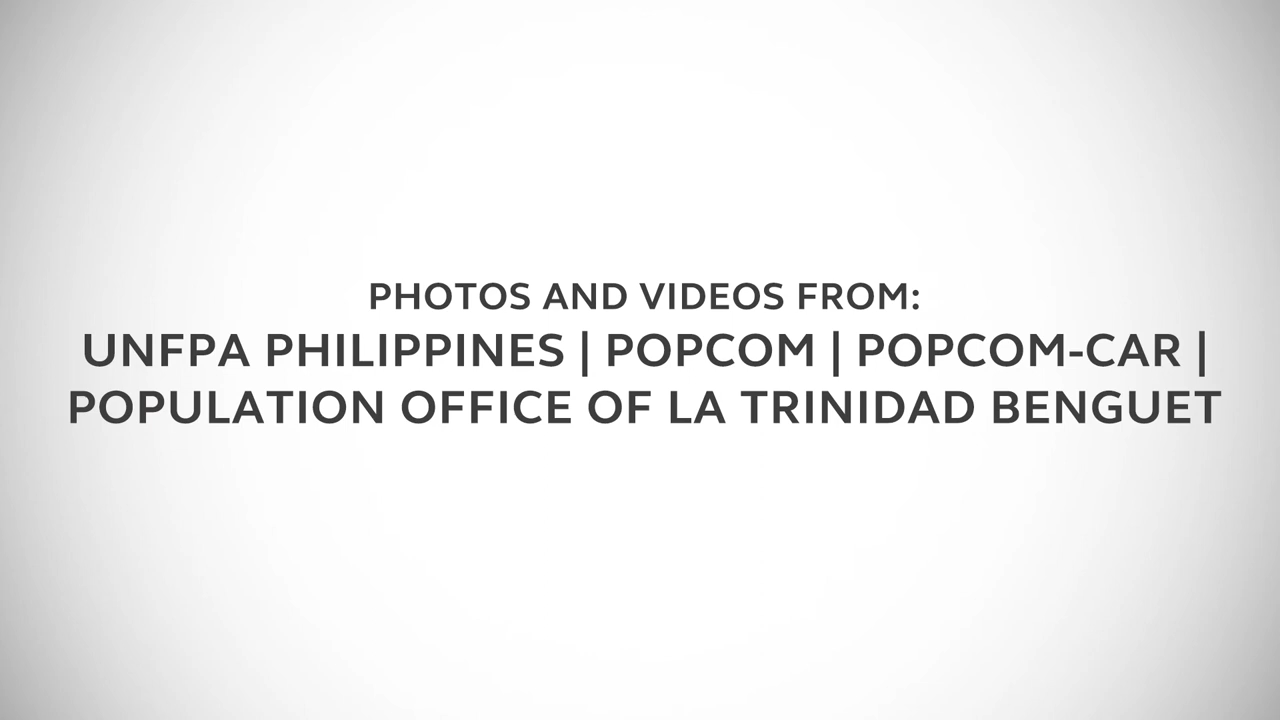 PHOTOS AND VIDEOS FROM:
UNFPA PHILIPPINES | POPCOM | POPCOM-CAR |
POPULATION OFFICE OF LA TRINIDAD BENGUET